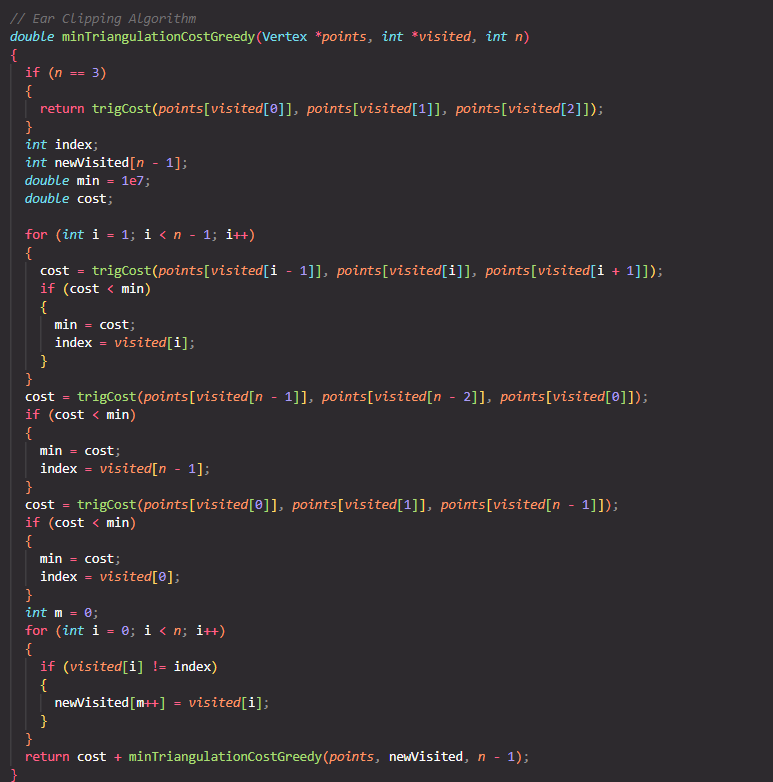 // Ear Clipping Algorithm
double minTriangulationCostGreedy(Vertex *points, int *visited, int n)
{
  if (n == 3)
  {
    return trigCost(points[visited[0]], points[visited[1]], points[visited[2]]);
  }
  int index;
  int newVisited[n - 1];
  double min = 1e7;
  double cost;

  for (int i = 1; i < n - 1; i++)
  {
    cost = trigCost(points[visited[i - 1]], points[visited[i]], points[visited[i + 1]]);
    if (cost < min)
    {
      min = cost;
      index = visited[i];
    }
  }
  cost = trigCost(points[visited[n - 1]], points[visited[n - 2]], points[visited[0]]);
  if (cost < min)
  {
    min = cost;
    index = visited[n - 1];
  }
  cost = trigCost(points[visited[0]], points[visited[1]], points[visited[n - 1]]);
  if (cost < min)
  {
    min = cost;
    index = visited[0];
  }
  int m = 0;
  for (int i = 0; i < n; i++)
  {
    if (visited[i] != index)
    {
      newVisited[m++] = visited[i];
    }
  }
  return cost + minTriangulationCostGreedy(points, newVisited, n - 1);
}